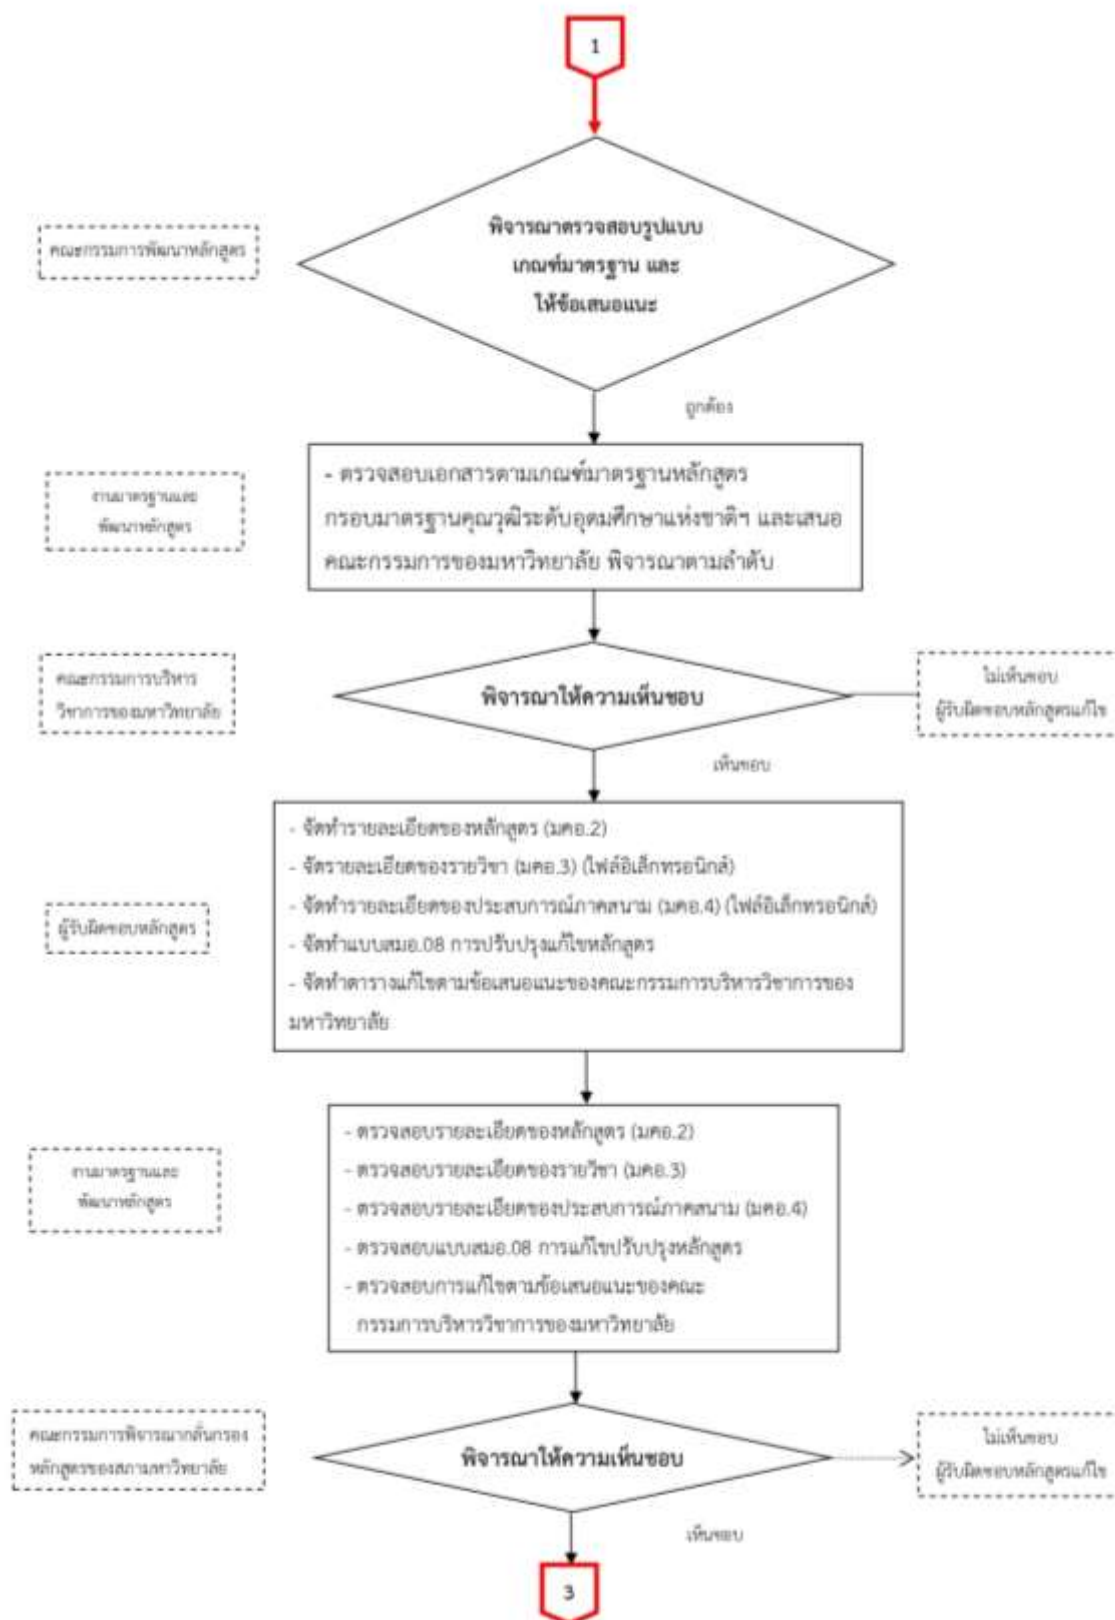 1
คณะกรรมการพัฒนาหลักสูตร
พิจารณาตรวจสอบรูปแบบ
เกณฑ์มาตรฐาน และ
ให้ข้อเสนอแนะ
ถูกต้อง
งานมาตรฐานและ
พัฒนาหลักสูตร
- ตรวจสอบเอกสารตามเกณฑ์มาตรฐานหลักสูตร
กรอบมาตรฐานคุณวุฒิระดับอุดมศึกษาแห่งชาติฯ และเสนอ
คณะกรรมการของมหาวิทยาลัย พิจารณาตามลำดับ
คณะกรรมการบริหาร
วิชาการของมหาวิทยาลัย
พิจารณาให้ความเห็นชอบ
ไม่เห็นชอบ
ผู้รับผิดชอบหลักสูตรแก้ไข
เห็นชอบ
ผู้รับผิดชอบหลักสูตร
- จัดทำรายละเอียดของหลักสูตร (มคอ.2)
- จัดรายละเอียดของรายวิชา (มคอ.3) (ไฟล์อิเล็กทรอนิกส์)
- จัดทำรายละเอียดของประสบการณ์ภาคสนาม (มคอ.4) (ไฟล์อิเล็กทรอนิกส์)
- จัดทำแบบสมอ.08 การปรับปรุงแก้ไขหลักสูตร
- จัดทำตารางแก้ไขตามข้อเสนอแนะของคณะกรรมการบริหารวิชาการของ
มหาวิทยาลัย
งานมาตรฐานและ
พัฒนาหลักสูตร
- ตรวจสอบรายละเอียดของหลักสูตร (มคอ.2)
- ตรวจสอบรายละเอียดของรายวิชา (มคอ.3)
- ตรวจสอบรายละเอียดของประสบการณ์ภาคสนาม (มคอ.4)
- ตรวจสอบแบบสมอ.08 การแก้ไขปรับปรุงหลักสูตร
- ตรวจสอบการแก้ไขตามข้อเสนอแนะของคณะ
กรรมการบริหารวิชาการของมหาวิทยาลัย
คณะกรรมการพิจารณากลั่นกรอง
หลักสูตรของสภามหาวิทยาลัย
พิจารณาให้ความเห็นชอบ
ไม่เห็นชอบ
ผู้รับผิดชอบหลักสูตรแก้ไข
เห็นชอบ
3